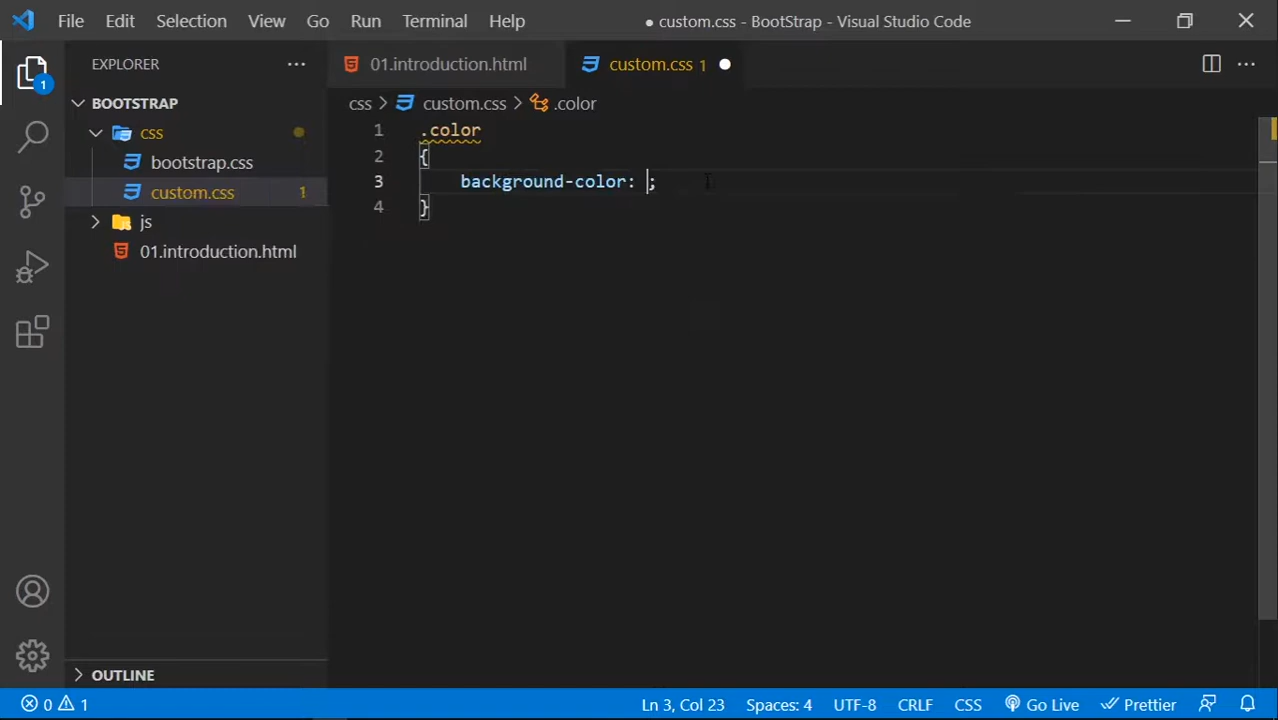 File Edit Selection View Go Run Terminal Help ● custom.css - BootStrap - Visual Studio Code
EXPLORER
01.introduction.html
custom.css 1
BOOTSTRAP
css > custom.css > .color
css
bootstrap.css
custom.css 1
js
01.introduction.html
1 .color
2 {
3 background-color: ;
4 }
1
OUTLINE
0 1 Ln 3, Col 23 Spaces: 4 UTF-8 CRLF CSS Go Live Prettier